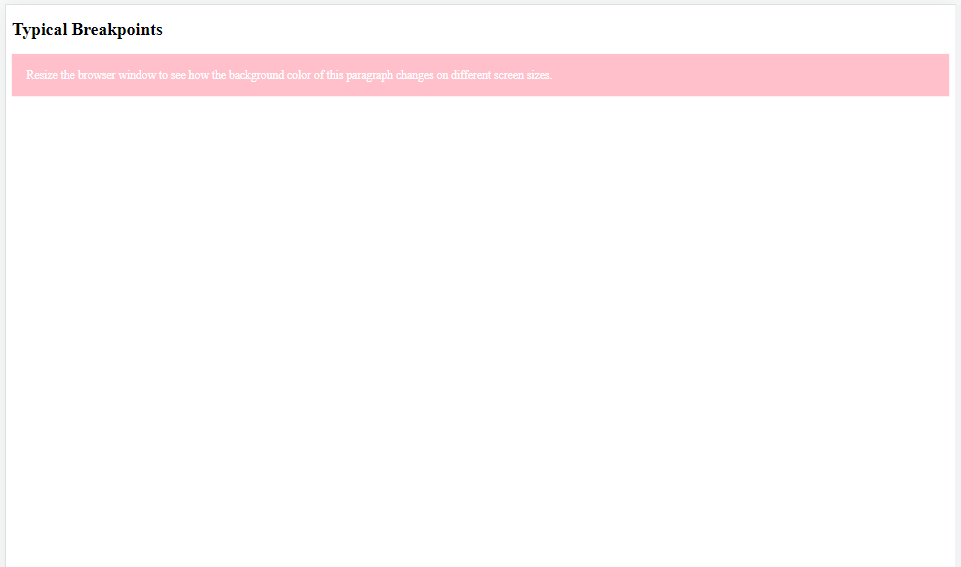 Typical Breakpoints
Resize the browser window to see how the background color of this paragraph changes on different screen sizes.